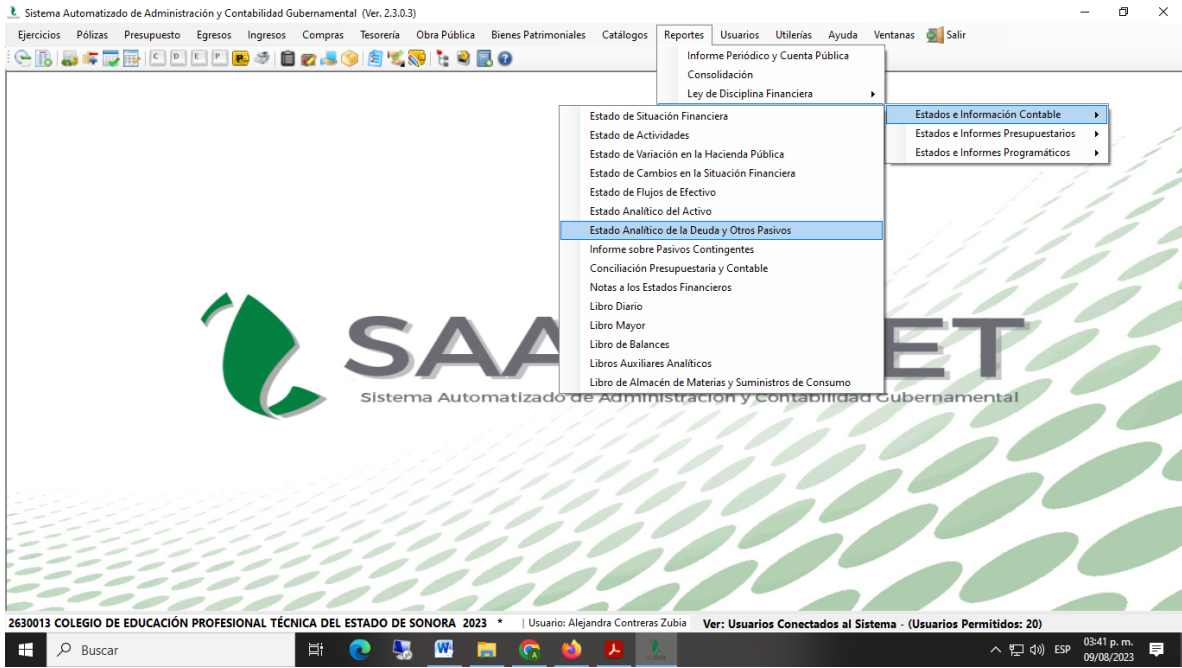 Sistema Automatizado de Administración y Contabilidad Gubernamental (Ver. 2.3.0.3)
Ejercicios Pólizas Presupuesto Egresos Ingresos Compras Tesorería Obra Pública Bienes Patrimoniales Catálogos Reportes Usuarios Utilerías Ayuda Ventanas Salir
C D E P
Informe Periódico y Cuenta Pública
Consolidación
Ley de Disciplina Financiera
Estados e Información Contable
Estados e Informes Presupuestarios
Estados e Informes Programáticos
Estado de Situación Financiera
Estado de Actividades
Estado de Variación en la Hacienda Pública
Estado de Cambios en la Situación Financiera
Estado de Flujos de Efectivo
Estado Analítico del Activo
Estado Analítico de la Deuda y Otros Pasivos
Informe sobre Pasivos Contingentes
Conciliación Presupuestaria y Contable
Notas a los Estados Financieros
Libro Diario
Libro Mayor
Libro de Balances
Libros Auxiliares Analíticos
Libro de Almacén de Materias y Suministros de Consumo
SAA ET
Sistema Automatizado de Administración y Contabilidad Gubernamental
2630013 COLEGIO DE EDUCACIÓN PROFESIONAL TÉCNICA DEL ESTADO DE SONORA 2023 * | Usuario: Alejandra Contreras Zubia Ver: Usuarios Conectados al Sistema - (Usuarios Permitidos: 20)
Buscar
ESP
03:41 p. m.
09/08/2023